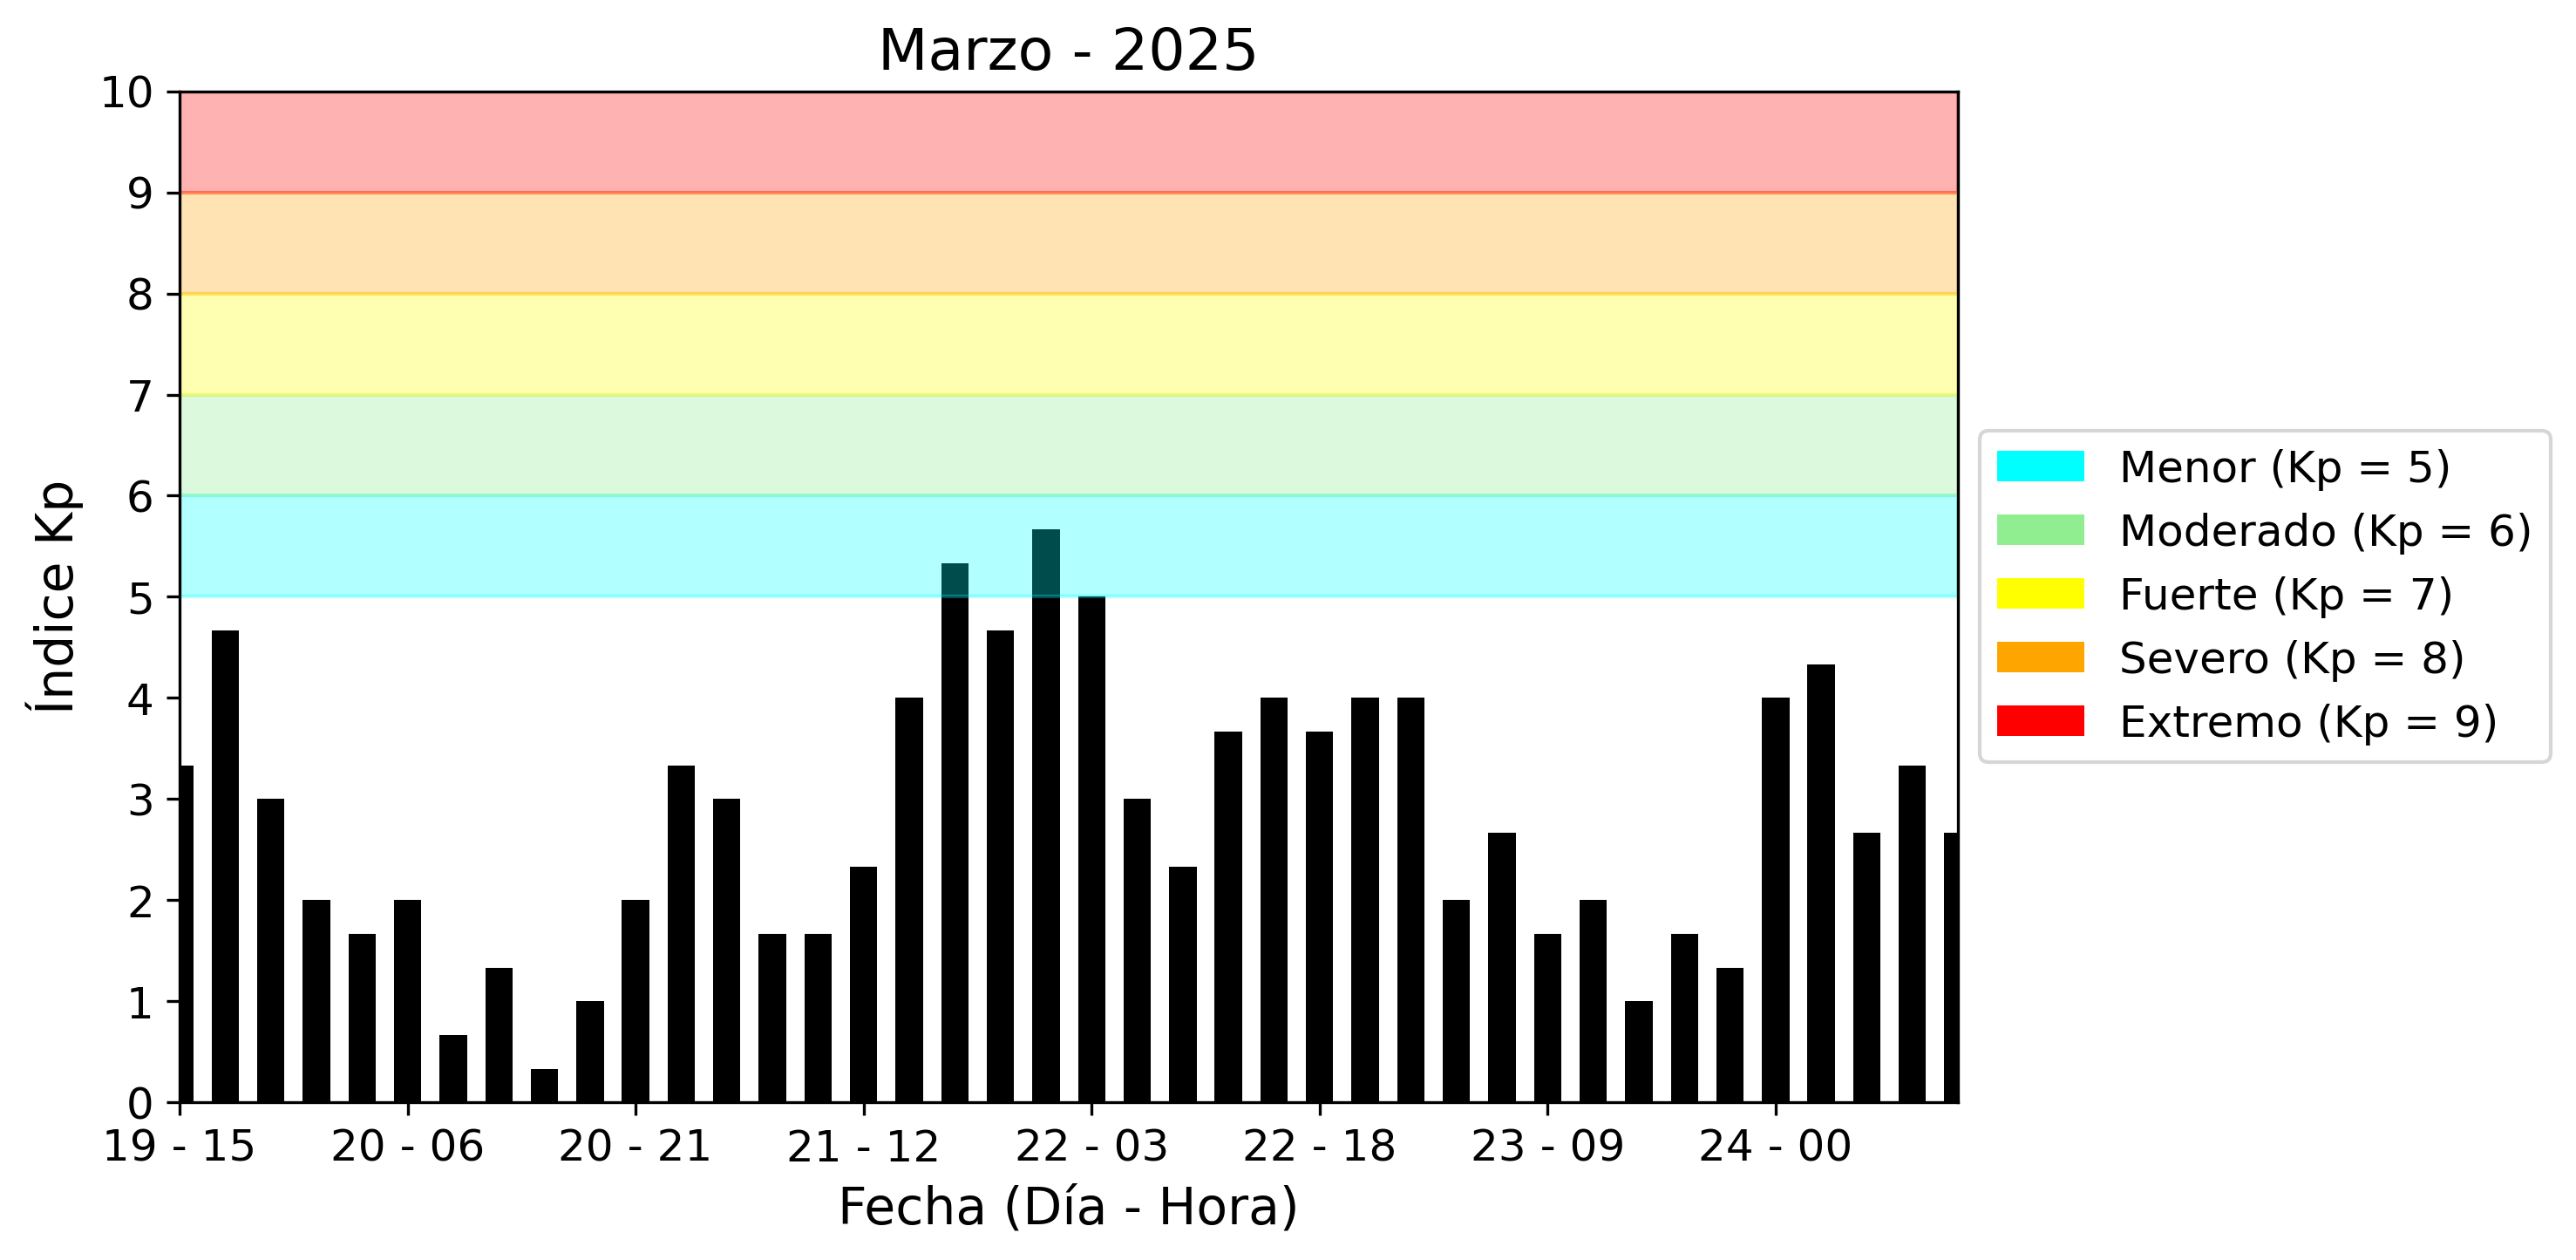 Marzo - 2025
Índice Kp
10
9
8
7
6
5
4
3
2
1
0
19 - 15
20 - 06
20 - 21
21 - 12
22 - 03
22 - 18
23 - 09
24 - 00
Fecha (Día - Hora)
Menor (Kp = 5)
Moderado (Kp = 6)
Fuerte (Kp = 7)
Severo (Kp = 8)
Extremo (Kp = 9)